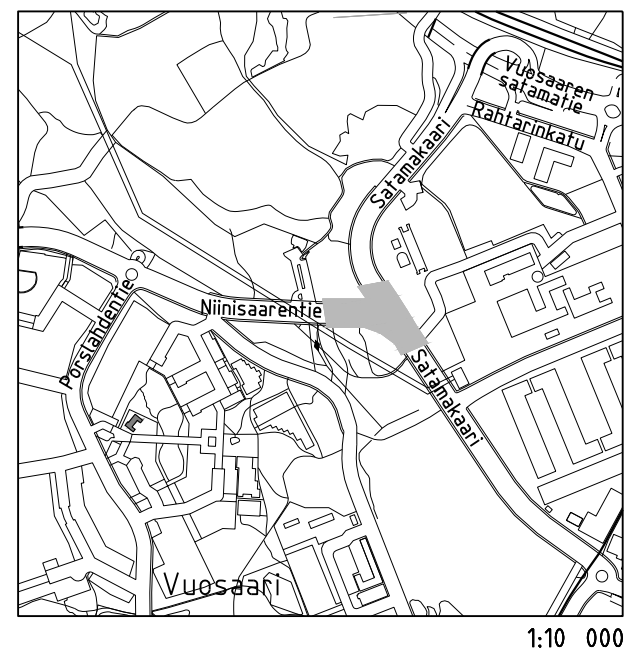 Vuosaaren
satamatie
Rahtarinkatu
Satamakaari
Niinisaarentie
Porslahdentie
Satamakaari
Vuosaari
1:10 000